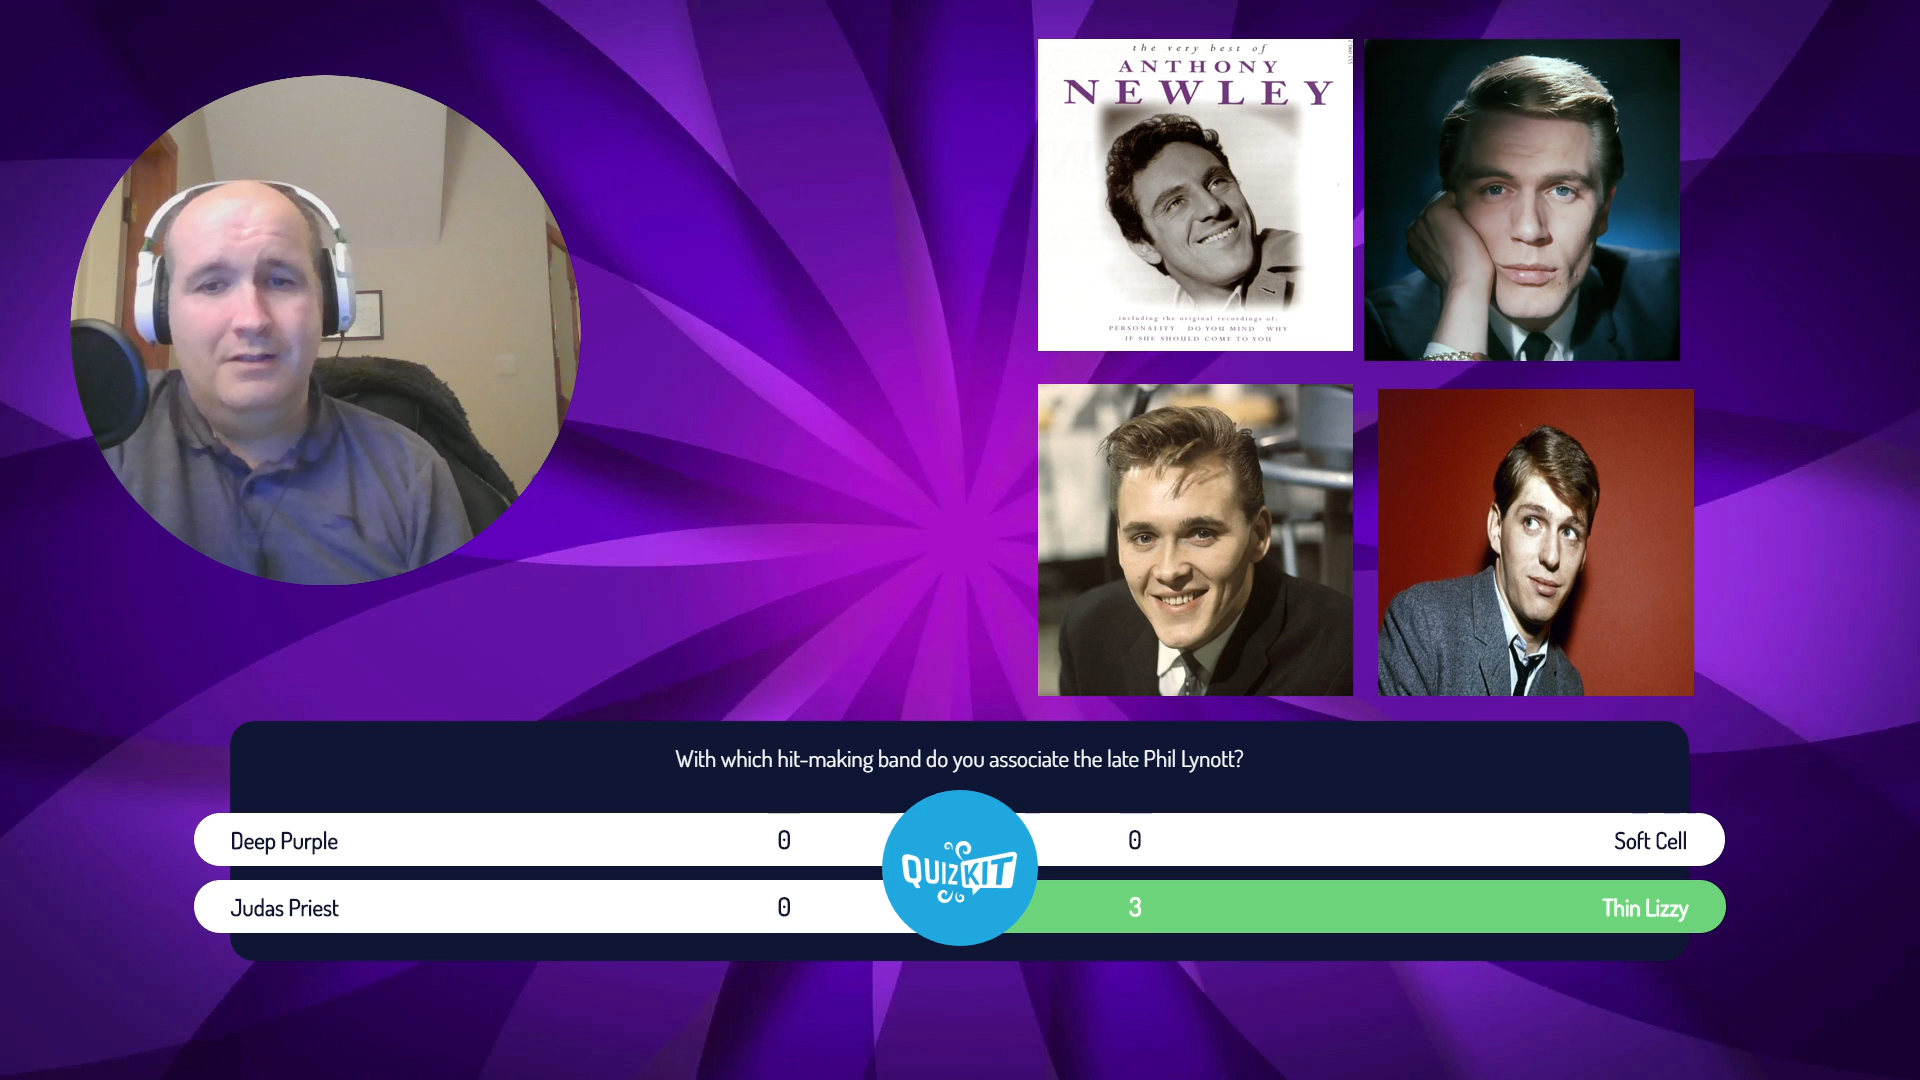 the very best of
ANTHONY
NEWLEY
including the original recordings of:
PERSONALITY DO YOU MIND WHY
IF SHE SHOULD COME TO YOU
With which hit-making band do you associate the late Phil Lynott?
Deep Purple 0
0 Soft Cell
QUIZKIT
Judas Priest 0
3 Thin Lizzy